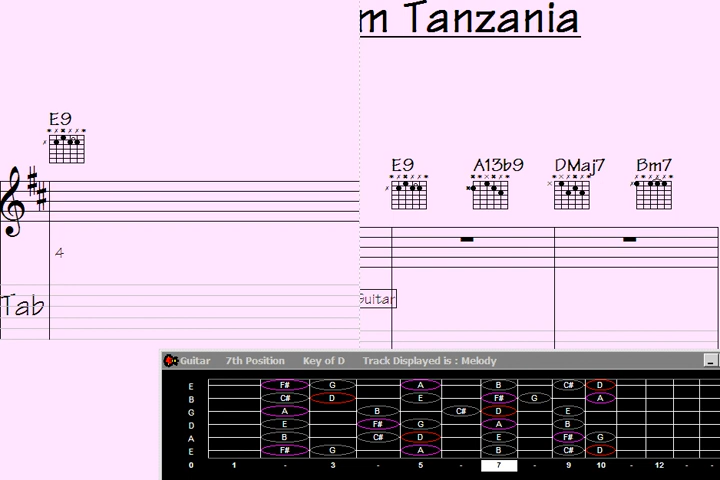 m Tanzania
E9
E9 A13b9 DMaj7 Bm7
4
Guitar
Tab
Guitar 7th Position Key of D Track Displayed is : Melody
E F# G A B C# D
B C# D E F# G A
G A B C# D E
D E F# G A B
A B C# D E F# G
E F# G A B C# D
0 1 - 3 - 5 - 7 - 9 10 - 12 - -